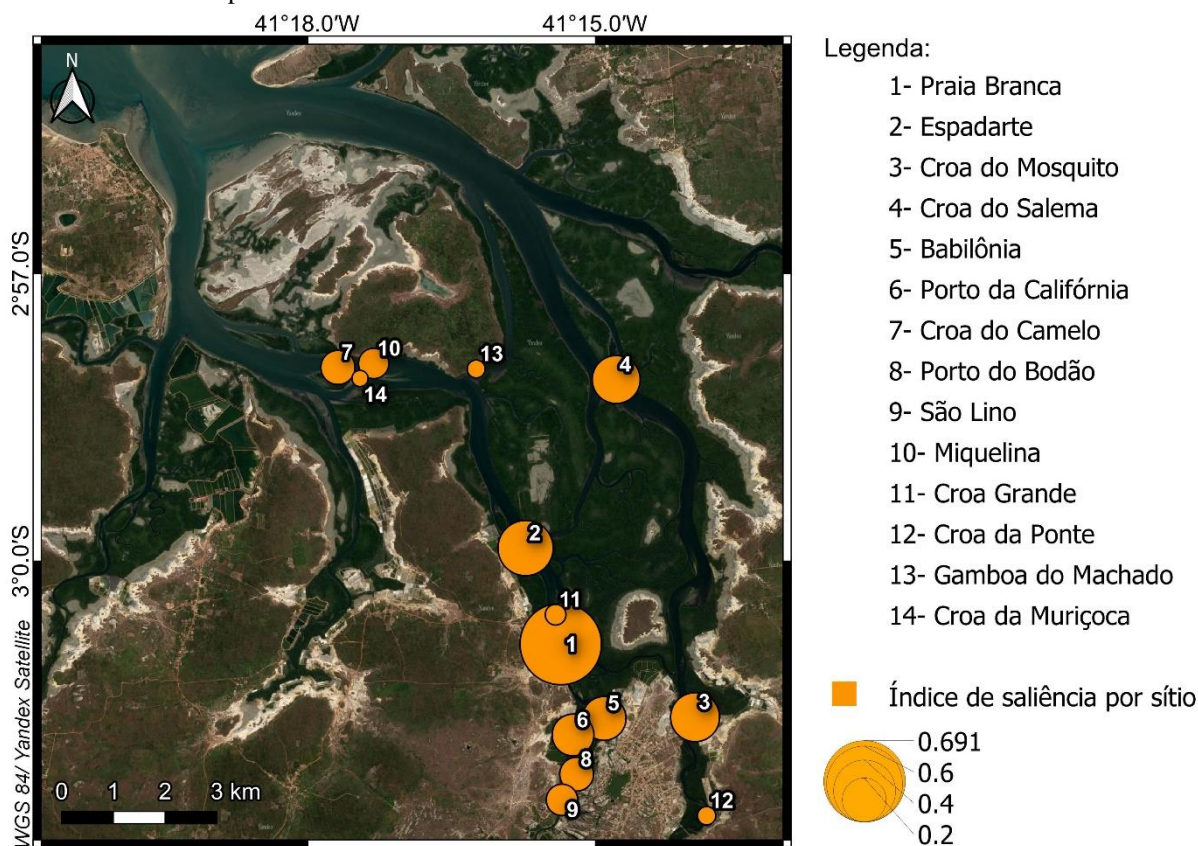 41°18.0'W
41°15.0'W
N
2°57.0'S
3°0.0'S
WGS 84/ Yandex Satellite
7
10
13
14
4
2
11
1
5
3
6
8
9
12
0 1 2 3 km
Yandex
Yandex
Yandex
Legenda:
1- Praia Branca
2- Espadarte
3- Croa do Mosquito
4- Croa do Salema
5- Babilônia
6- Porto da Califórnia
7- Croa do Camelo
8- Porto do Bodão
9- São Lino
10- Miquelina
11- Croa Grande
12- Croa da Ponte
13- Gamboa do Machado
14- Croa da Muriçoca
Índice de saliência por sítio
0.691
0.6
0.4
0.2